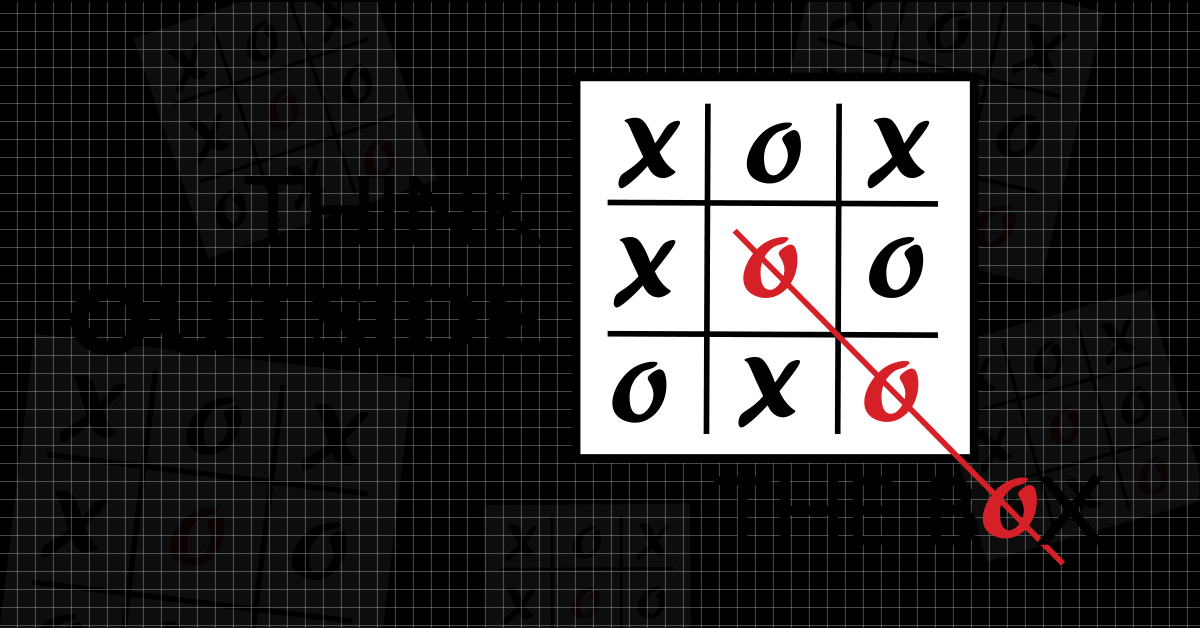 THINK
OUTSIDE
X O X
X O O
O X O
THE BOX